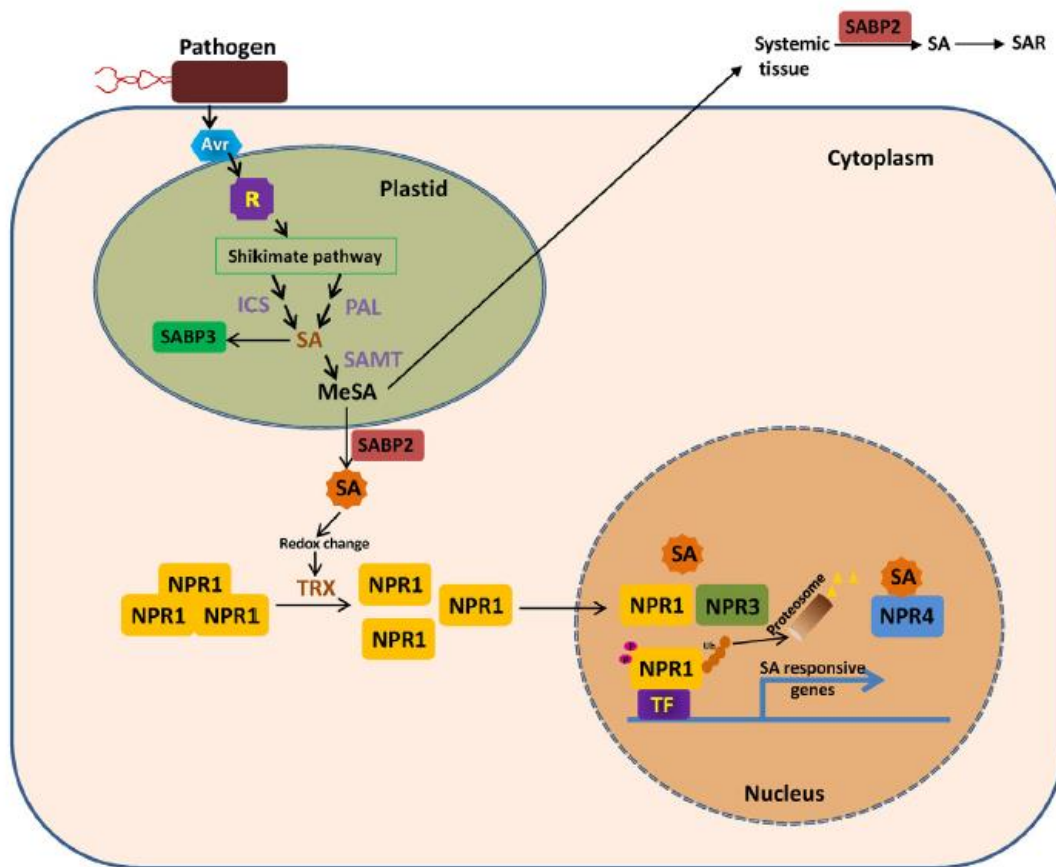 Pathogen
SABP2
Systemic
tissue
SA
SAR
Avr
Cytoplasm
Plastid
R
Shikimate pathway
ICS
PAL
SABP3
SA
SAMT
MeSA
SABP2
SA
Redox change
TRX
NPR1
NPR1
NPR1
NPR1
NPR1
NPR1
SA
NPR1
NPR3
Proteosome
SA
NPR4
Ub
NPR1
TF
SA responsive
genes
Nucleus